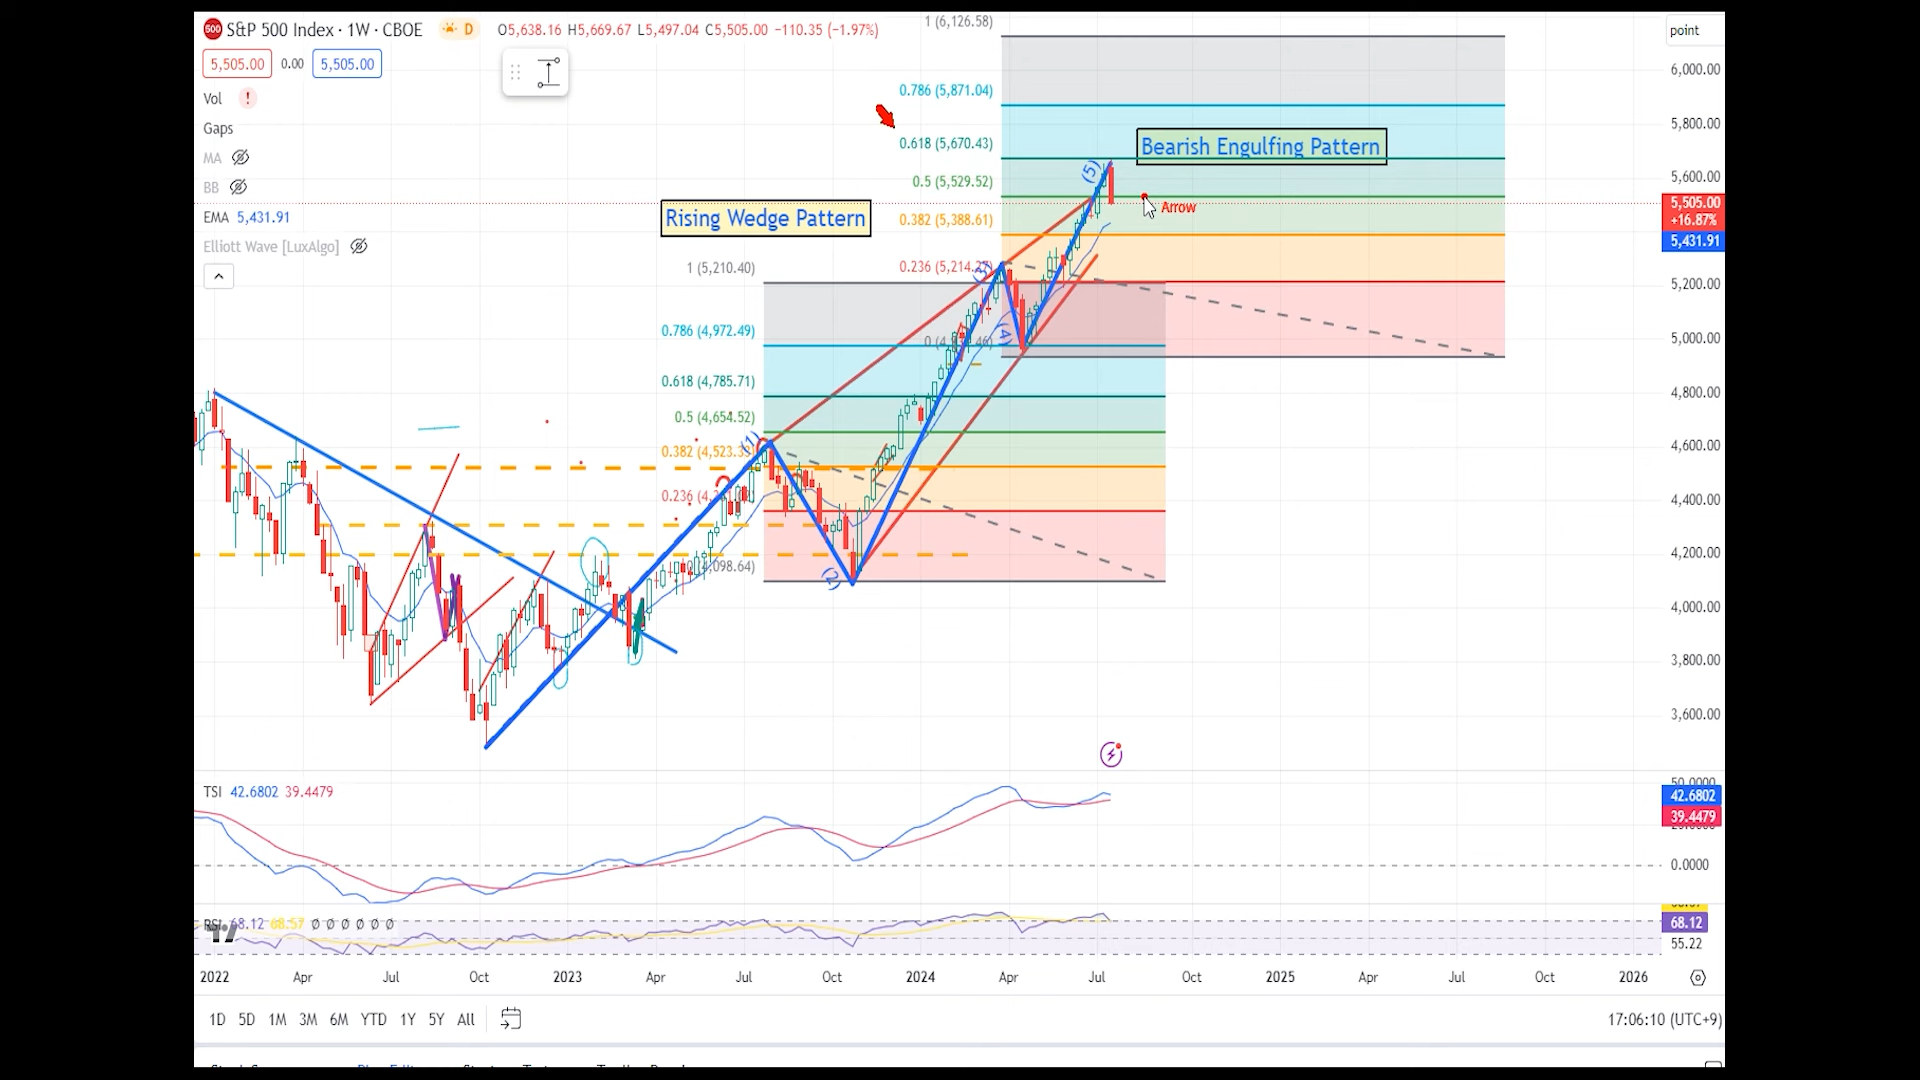 500 S&P 500 Index · 1W · CBOE D O5,638.16 H5,669.67 L5,497.04 C5,505.00 −110.35 (−1.97%)
5,505.00 0.00 5,505.00
Vol !
Gaps
MA
BB
EMA 5,431.91
Elliott Wave [LuxAlgo]
1 (6,126.58)
0.786 (5,871.04)
0.618 (5,670.43)
0.5 (5,529.52)
0.382 (5,388.61)
Bearish Engulfing Pattern
Rising Wedge Pattern
Arrow
1 (5,210.40)
0.786 (4,972.49)
0.618 (4,785.71)
0.5 (4,654.52)
(1)
(2)
(3)
(4)
(5)
point
6,000.00
5,800.00
5,600.00
5,505.00
+16.87%
5,431.91
5,200.00
5,000.00
4,800.00
4,600.00
4,400.00
4,200.00
4,000.00
3,800.00
3,600.00
TSI 42.6802 39.4479
42.6802
39.4479
0.0000
RSI 68.12 68.57 Ø Ø Ø Ø Ø Ø
68.12
55.22
2022 Apr Jul Oct 2023 Apr Jul Oct 2024 Apr Jul Oct 2025 Apr Jul Oct 2026
1D 5D 1M 3M 6M YTD 1Y 5Y All
17:06:10 (UTC+9)